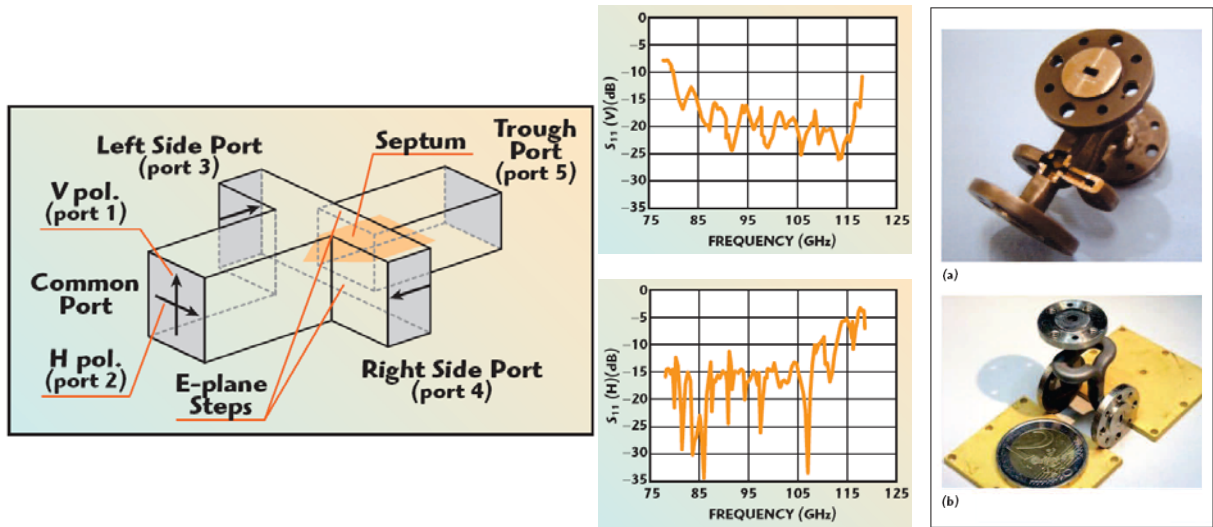 Left Side Port
(port 3)
Septum
Trough
Port
(port 5)
V pol.
(port 1)
Common
Port
H pol.
(port 2)
E-plane
Steps
Right Side Port
(port 4)
0
−5
−10
−15
−20
−25
−30
−35
S11 (V)(dB)
75
85
95
105
115
125
FREQUENCY (GHz)
0
−5
−10
−15
−20
−25
−30
−35
S11 (H)(dB)
75
85
95
105
115
125
FREQUENCY (GHz)
(a)
2
(b)